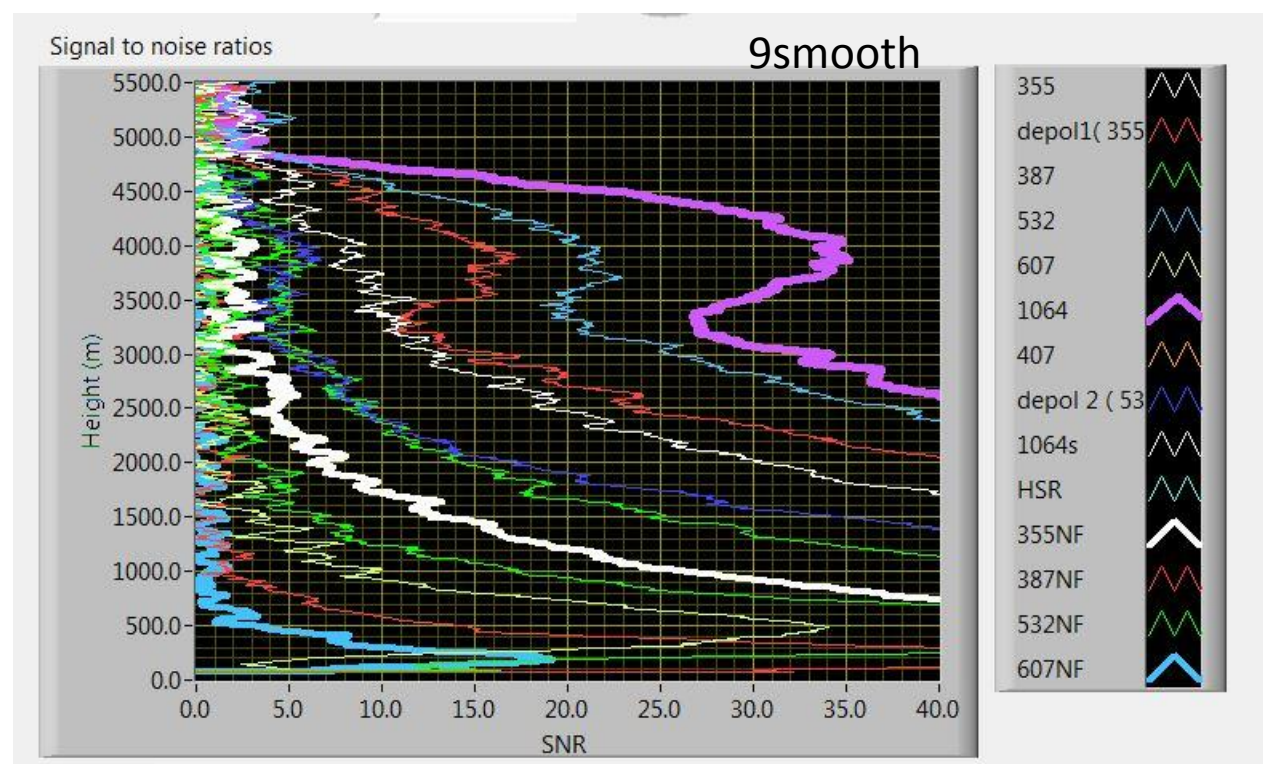 Signal to noise ratios
9smooth
5500.0
5000.0
4500.0
4000.0
3500.0
3000.0
2500.0
2000.0
1500.0
1000.0
500.0
0.0
Height (m)
0.0 5.0 10.0 15.0 20.0 25.0 30.0 35.0 40.0
SNR
355
depol1( 355
387
532
607
1064
407
depol 2 ( 53
1064s
HSR
355NF
387NF
532NF
607NF